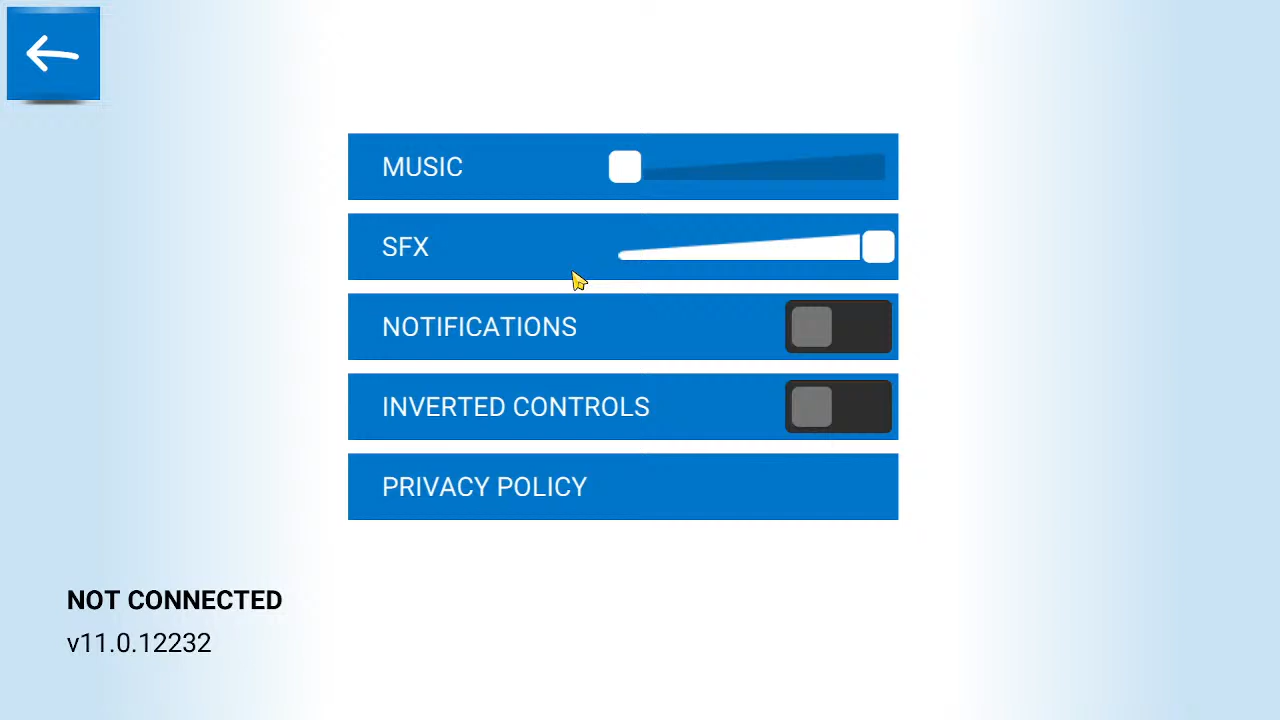 MUSIC
SFX
NOTIFICATIONS
INVERTED CONTROLS
PRIVACY POLICY
NOT CONNECTED
v11.0.12232